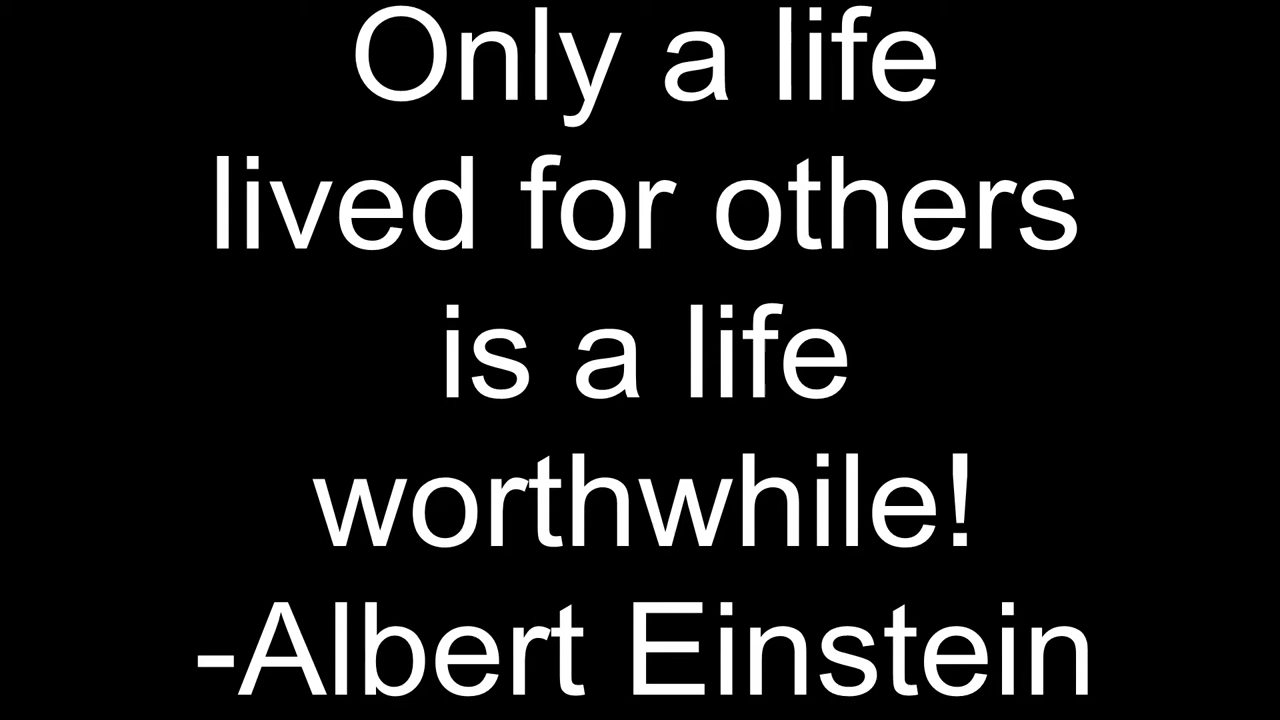 Only a life
lived for others
is a life
worthwhile!
-Albert Einstein